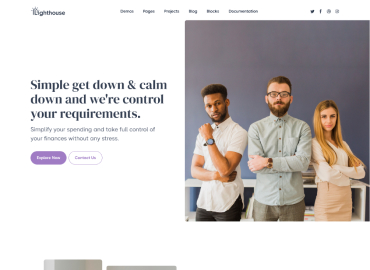 Lighthouse
Demos Pages Projects Blog Blocks Documentation
Simple get down & calm
down and we're control
your requirements.
Simplify your spending and take full control of
your finances without any stress.
Explore Now Contact Us